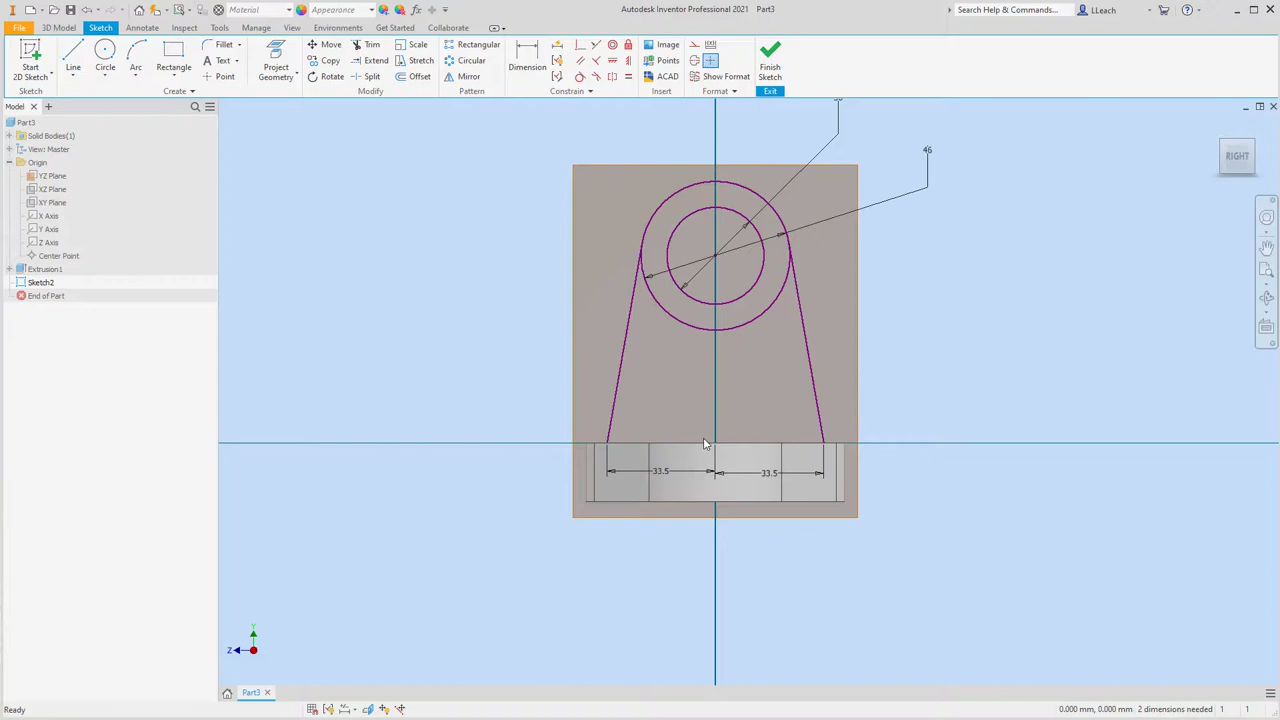 Material
Appearance
Autodesk Inventor Professional 2021 Part3
Search Help & Commands...
LLeach
File
3D Model
Sketch
Annotate
Inspect
Tools
Manage
View
Environments
Get Started
Collaborate
Start
2D Sketch
Line
Circle
Arc
Rectangle
Fillet
Text
Point
Project
Geometry
Move
Copy
Rotate
Trim
Extend
Split
Scale
Stretch
Offset
Rectangular
Circular
Mirror
Dimension
Image
Points
ACAD
Show Format
Finish
Sketch
Sketch
Create
Modify
Pattern
Constrain
Insert
Format
Exit
Model
Part3
Solid Bodies(1)
View: Master
Origin
YZ Plane
XZ Plane
XY Plane
X Axis
Y Axis
Z Axis
Center Point
Extrusion1
Sketch2
End of Part
46
RIGHT
33.5
33.5
Y
Z
Part3
Ready
0.000 mm, 0.000 mm
2 dimensions needed
1
1